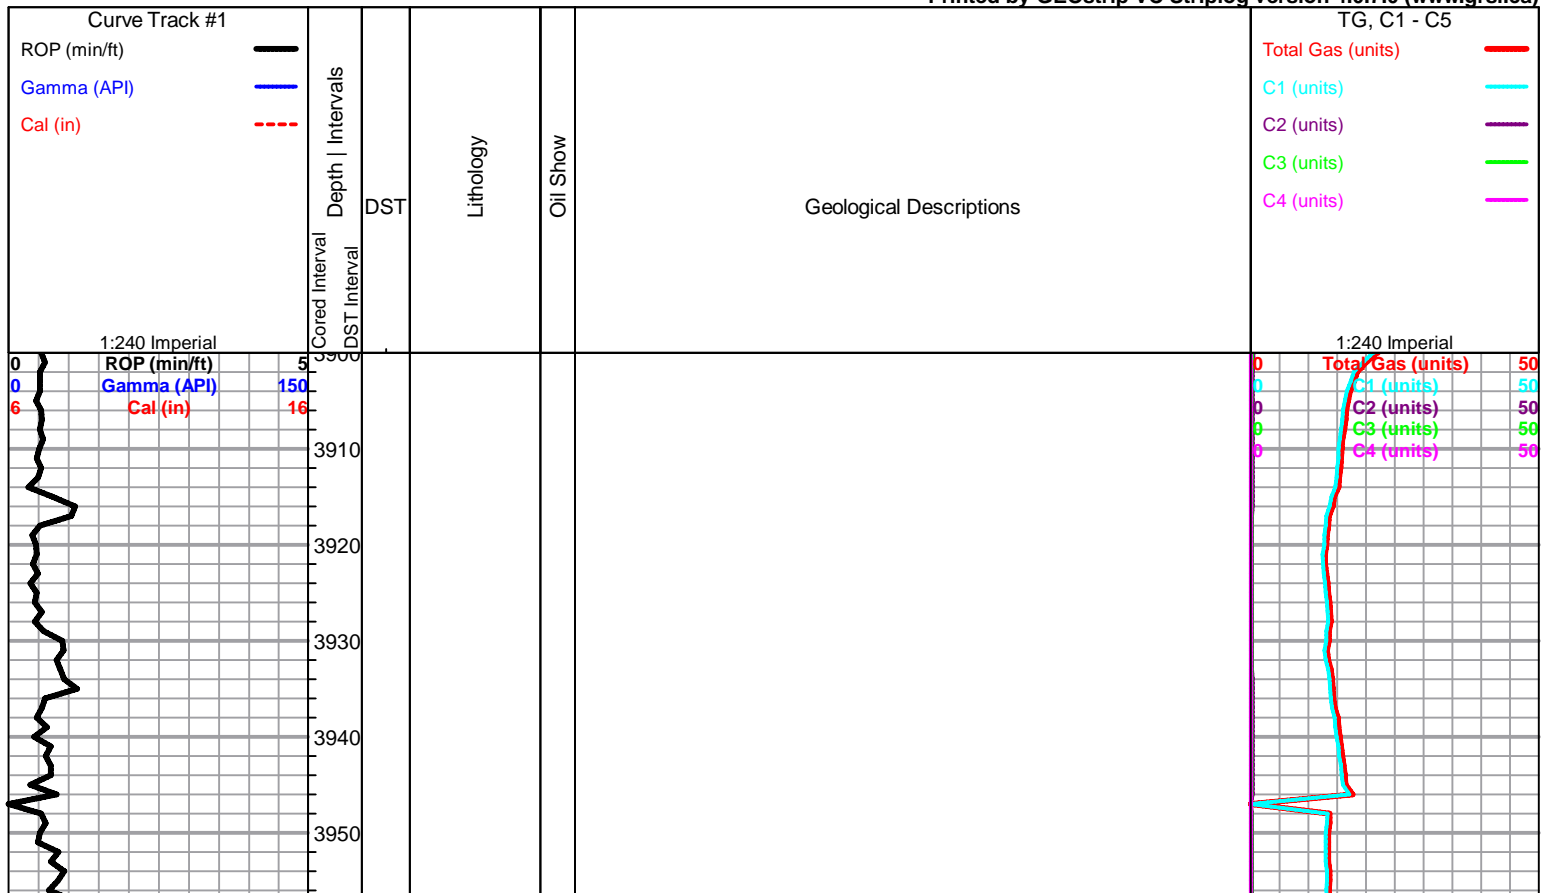 Curve Track #1
ROP (min/ft)
Gamma (API)
Cal (in)
1:240 Imperial
0 ROP (min/ft) 5
0 Gamma (API) 150
6 Cal (in) 16
Depth | Intervals
Cored Interval
DST Interval
DST
Lithology
Oil Show
Geological Descriptions
TG, C1 - C5
Total Gas (units)
C1 (units)
C2 (units)
C3 (units)
C4 (units)
1:240 Imperial
0 Total Gas (units) 50
0 C1 (units) 50
0 C2 (units) 50
0 C3 (units) 50
0 C4 (units) 50
3900
3910
3920
3930
3940
3950